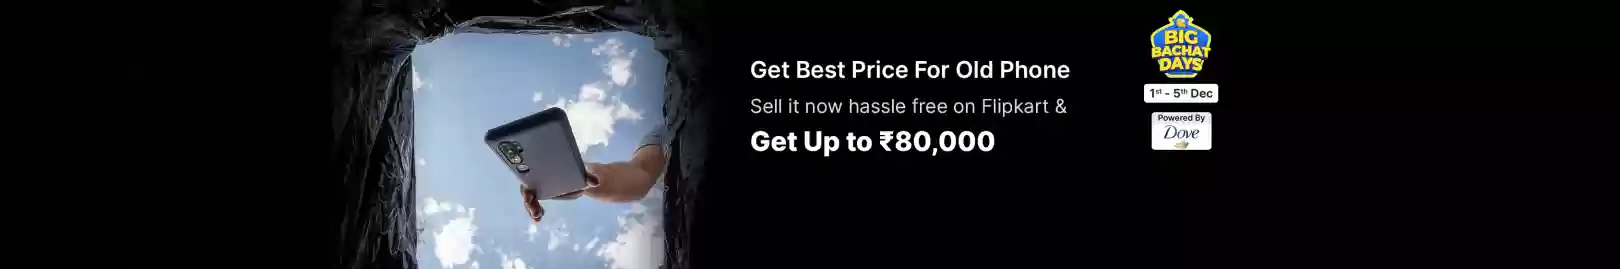 Get Best Price For Old Phone
Sell it now hassle free on Flipkart &
Get Up to ₹80,000
BIG
BACHAT
DAYS
1st - 5th Dec
Powered By
Dove